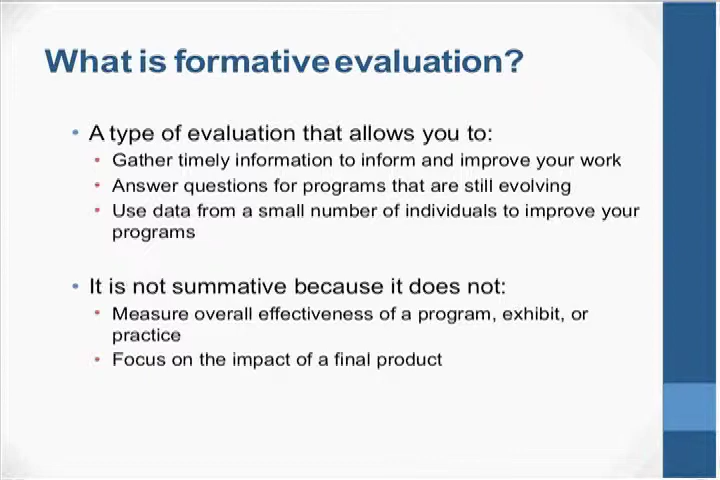 What is formative evaluation?
• A type of evaluation that allows you to:
• Gather timely information to inform and improve your work
• Answer questions for programs that are still evolving
• Use data from a small number of individuals to improve your
programs
• It is not summative because it does not:
• Measure overall effectiveness of a program, exhibit, or
practice
• Focus on the impact of a final product